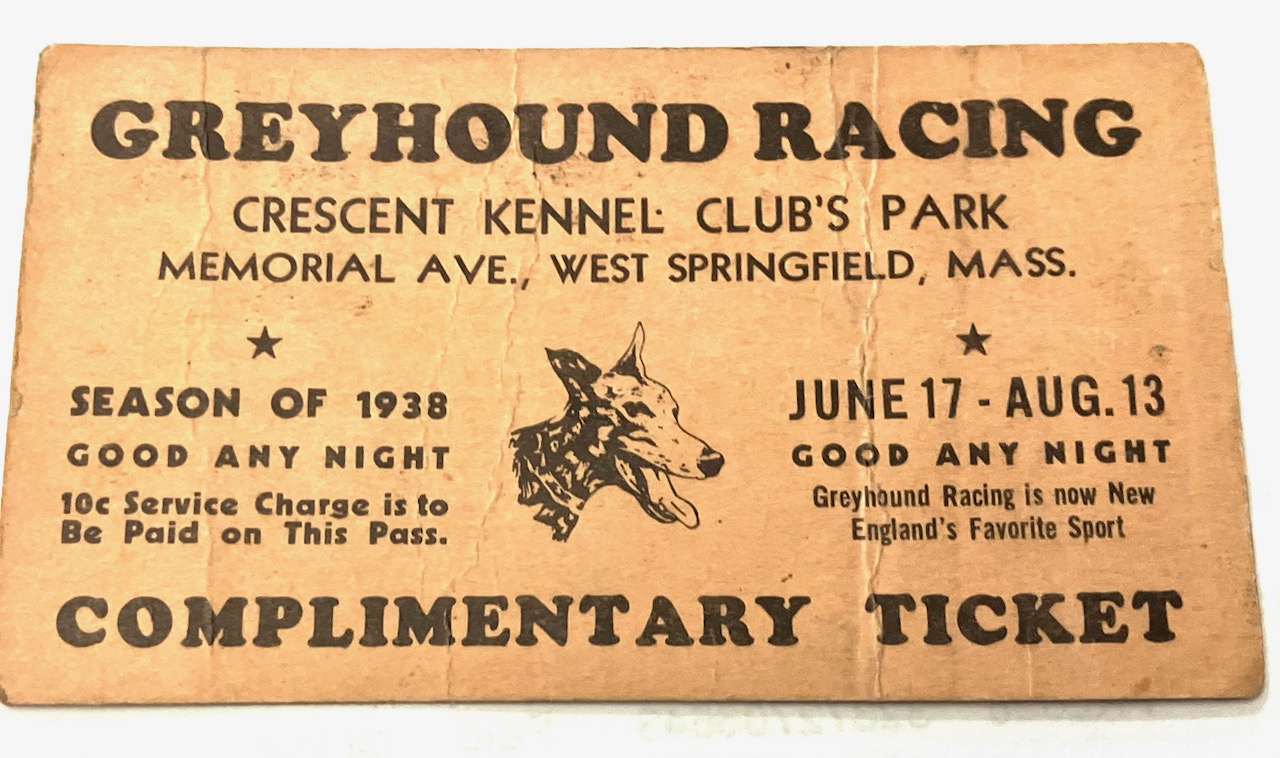 GREYHOUND RACING
CRESCENT KENNEL CLUB'S PARK
MEMORIAL AVE., WEST SPRINGFIELD, MASS.
SEASON OF 1938
GOOD ANY NIGHT
10c Service Charge is to
Be Paid on This Pass.
JUNE 17 - AUG. 13
GOOD ANY NIGHT
Greyhound Racing is now New
England's Favorite Sport
COMPLIMENTARY TICKET